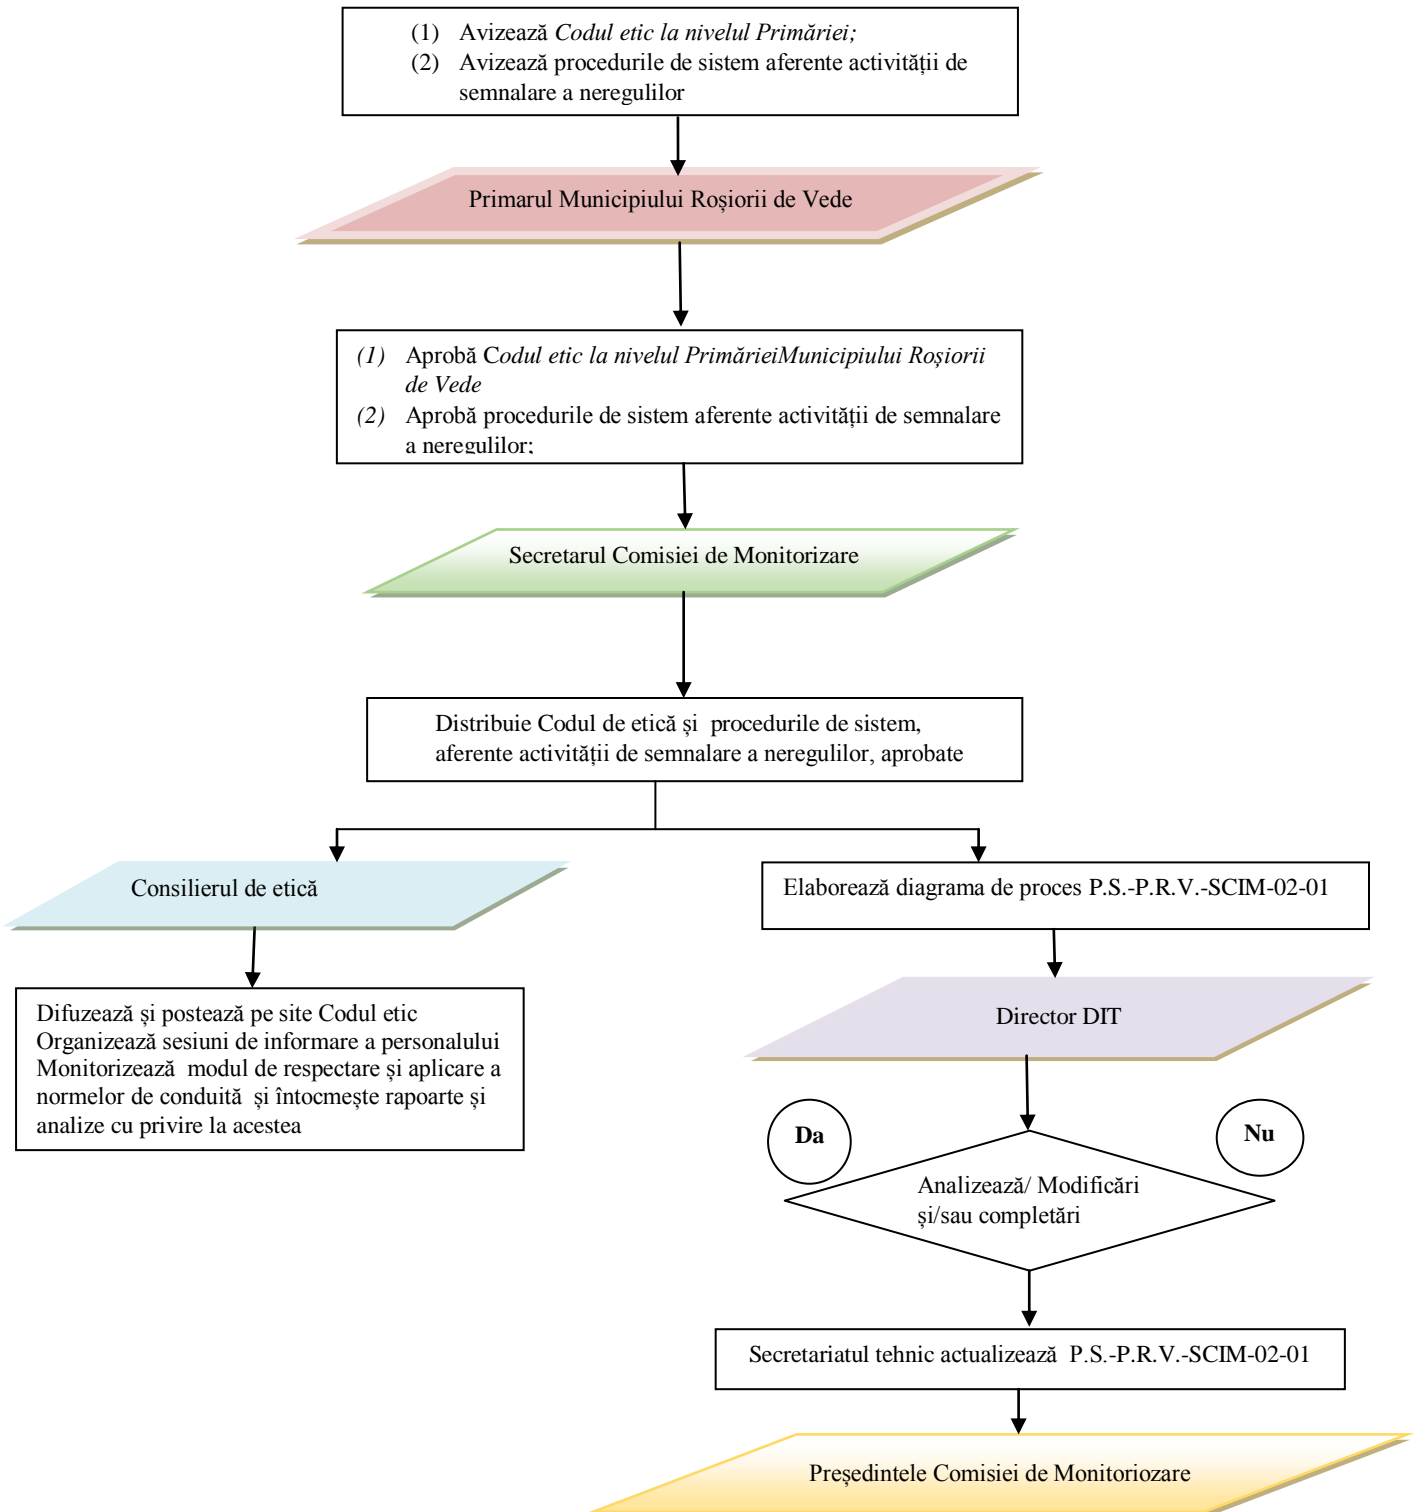 (1) Avizează Codul etic la nivelul Primăriei;
(2) Avizează procedurile de sistem aferente activității de
semnalare a neregulilor
Primarul Municipiului Roșiorii de Vede
(1) Aprobă Codul etic la nivelul PrimărieiMunicipiului Roșiorii
de Vede
(2) Aprobă procedurile de sistem aferente activității de semnalare
a neregulilor;
Secretarul Comisiei de Monitorizare
Distribuie Codul de etică și procedurile de sistem,
aferente activității de semnalare a neregulilor, aprobate
Consilierul de etică
Difuzează și postează pe site Codul etic
Organizează sesiuni de informare a personalului
Monitorizează modul de respectare și aplicare a
normelor de conduită și întocmește rapoarte și
analize cu privire la acestea
Elaborează diagrama de proces P.S.-P.R.V.-SCIM-02-01
Director DIT
Da
Nu
Analizează/ Modificări
și/sau completări
Secretariatul tehnic actualizează P.S.-P.R.V.-SCIM-02-01
Președintele Comisiei de Monitoriozare